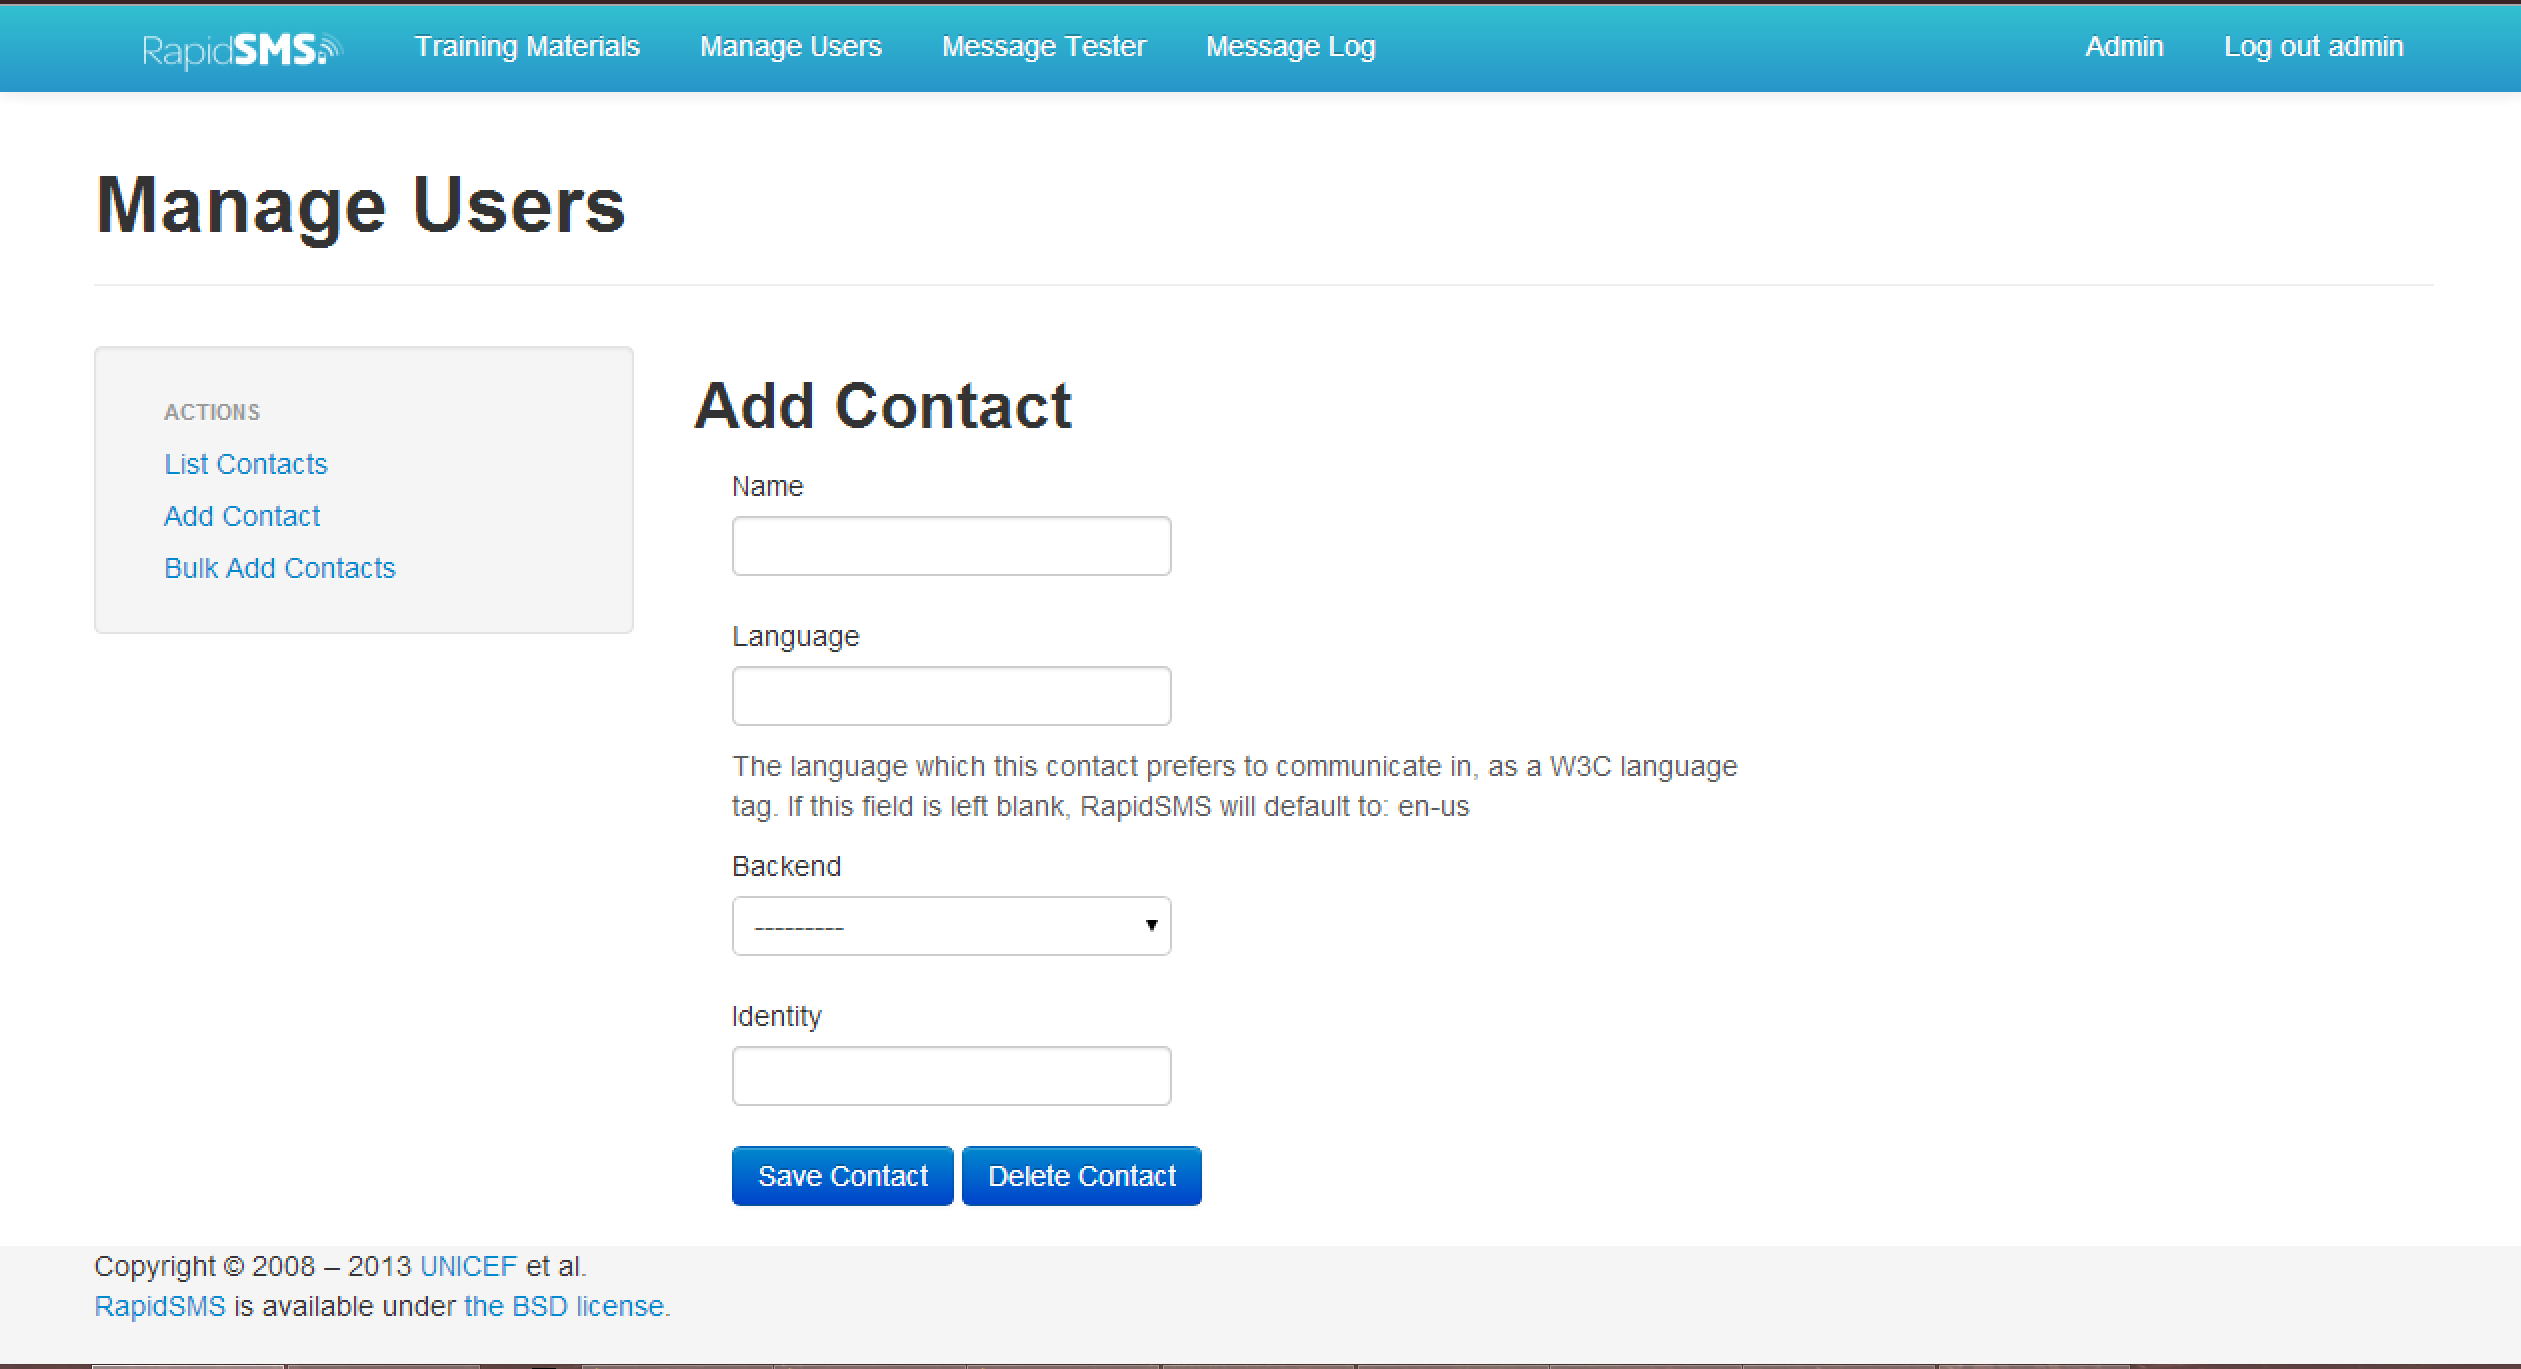 RapidSMS Training Materials Manage Users Message Tester Message Log Admin Log out admin
Manage Users
ACTIONS
List Contacts
Add Contact
Bulk Add Contacts
Add Contact
Name
Language
The language which this contact prefers to communicate in, as a W3C language
tag. If this field is left blank, RapidSMS will default to: en-us
Backend
---------
Identity
Save Contact Delete Contact
Copyright © 2008 – 2013 UNICEF et al.
RapidSMS is available under the BSD license.